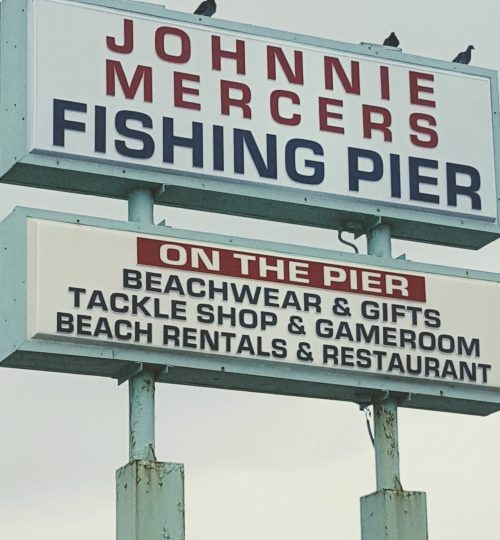 JOHNNIE
MERCERS
FISHING PIER
ON THE PIER
BEACHWEAR & GIFTS
TACKLE SHOP & GAMEROOM
BEACH RENTALS & RESTAURANT